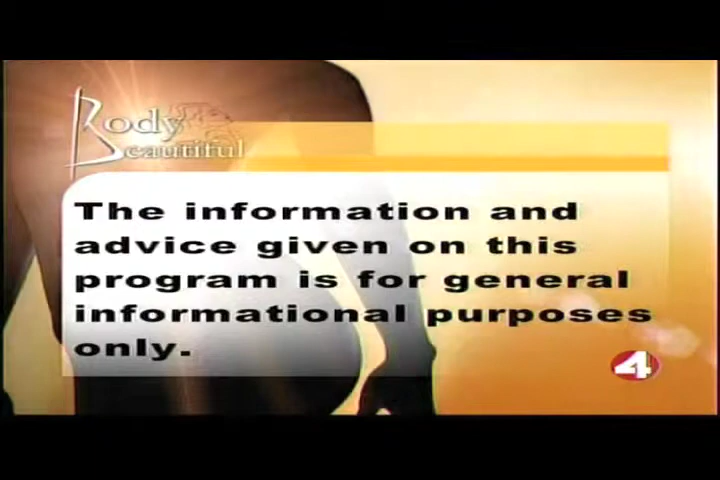 Body
Beautiful
The information and
advice given on this
program is for general
informational purposes
only.
4